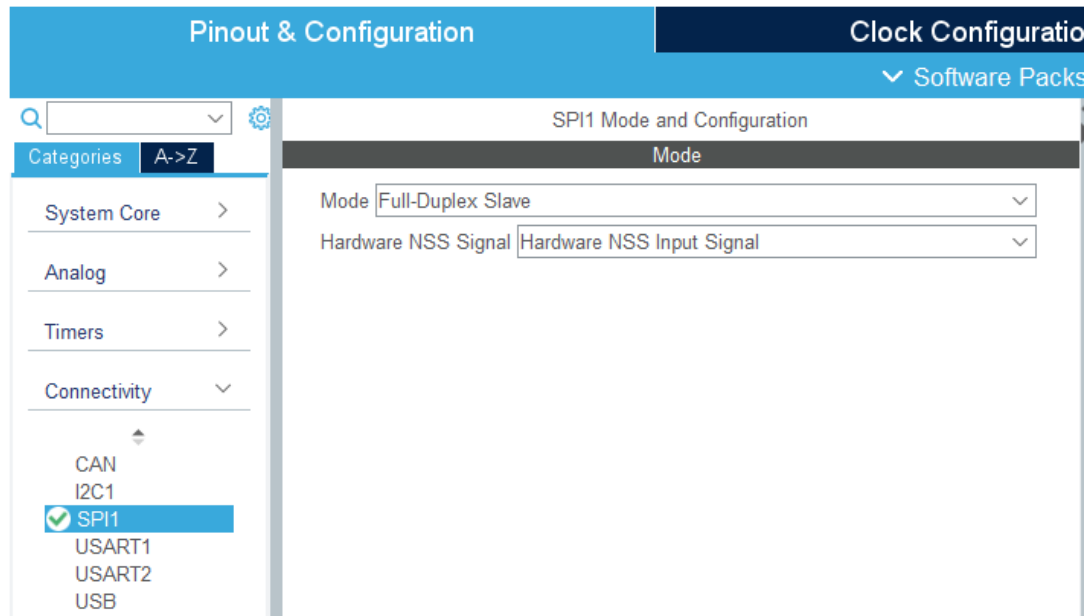 Pinout & Configuration
Clock Configuratio
Software Packs
Categories
A->Z
System Core
Analog
Timers
Connectivity
CAN
I2C1
SPI1
USART1
USART2
USB
SPI1 Mode and Configuration
Mode
Mode Full-Duplex Slave
Hardware NSS Signal Hardware NSS Input Signal